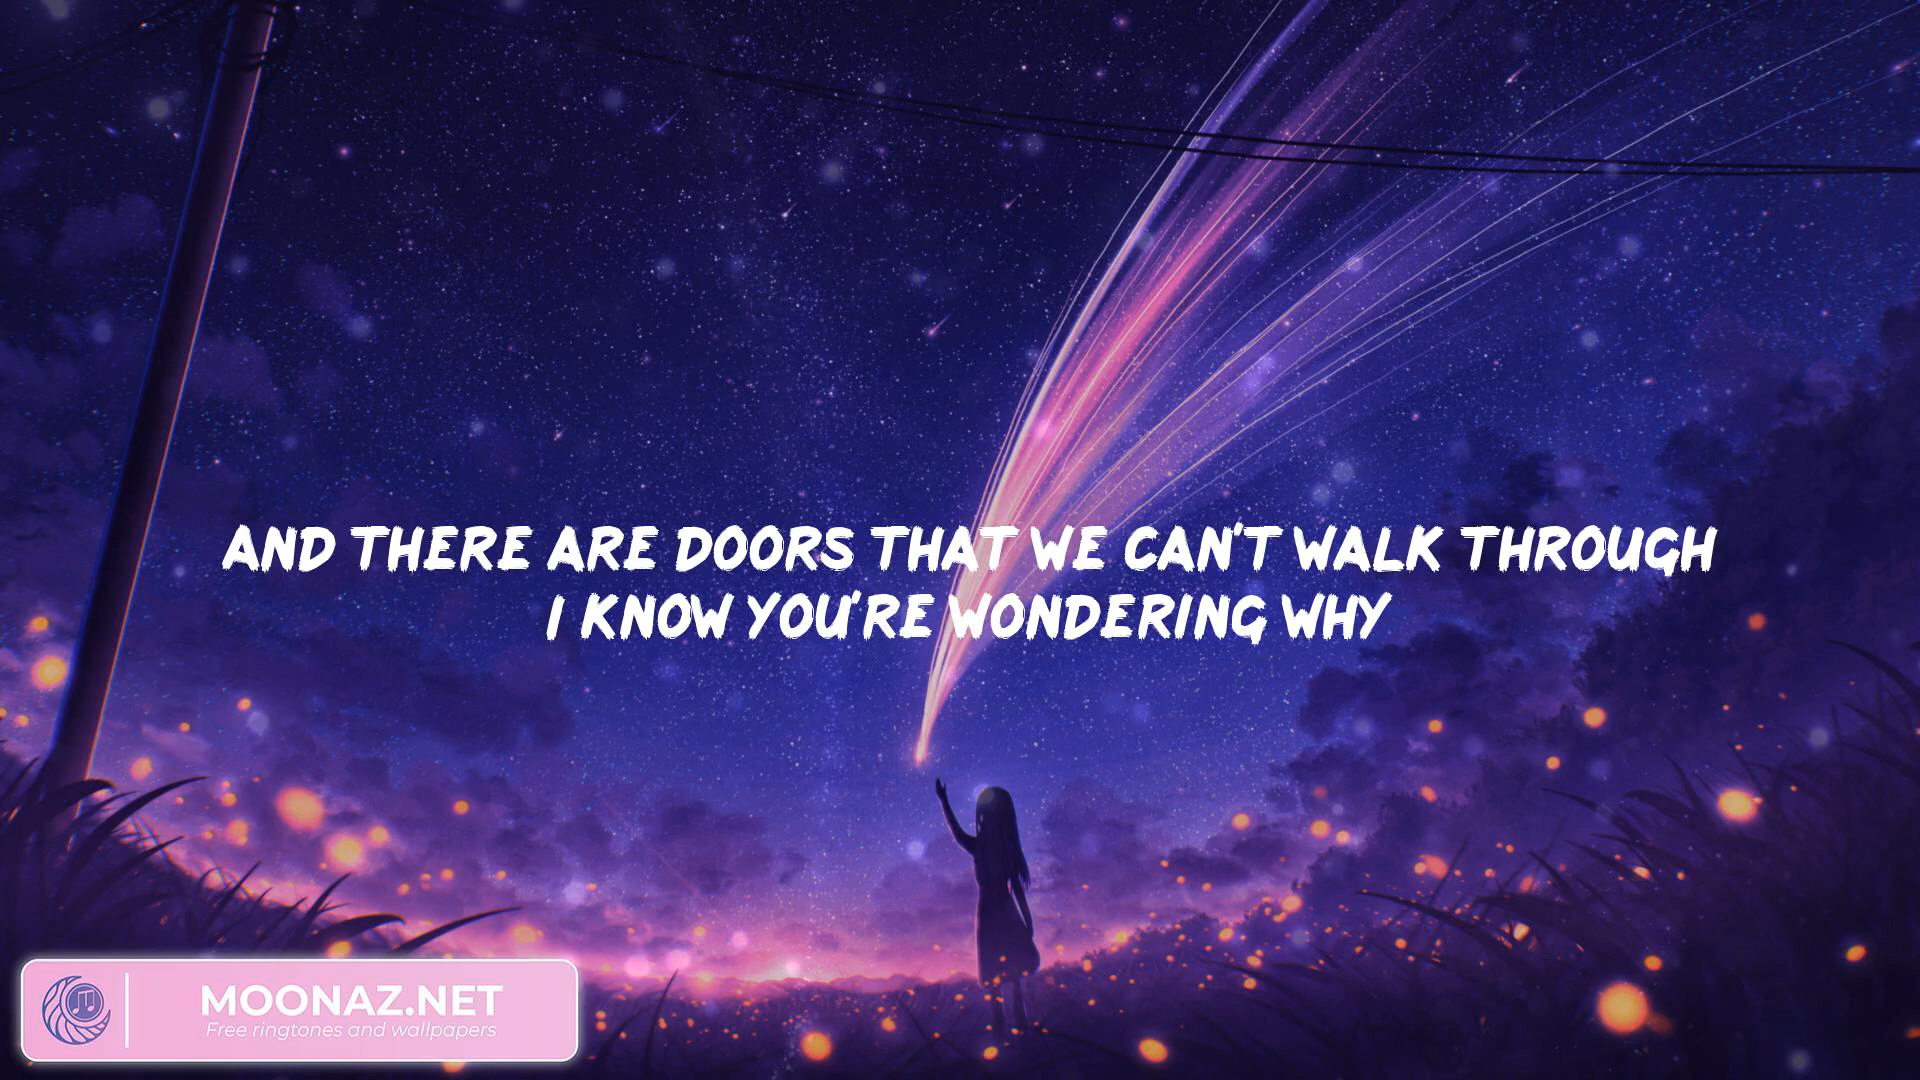 AND THERE ARE DOORS THAT WE CAN'T WALK THROUGH
I KNOW YOU'RE WONDERING WHY
MOONAZ.NET
Free ringtones and wallpapers